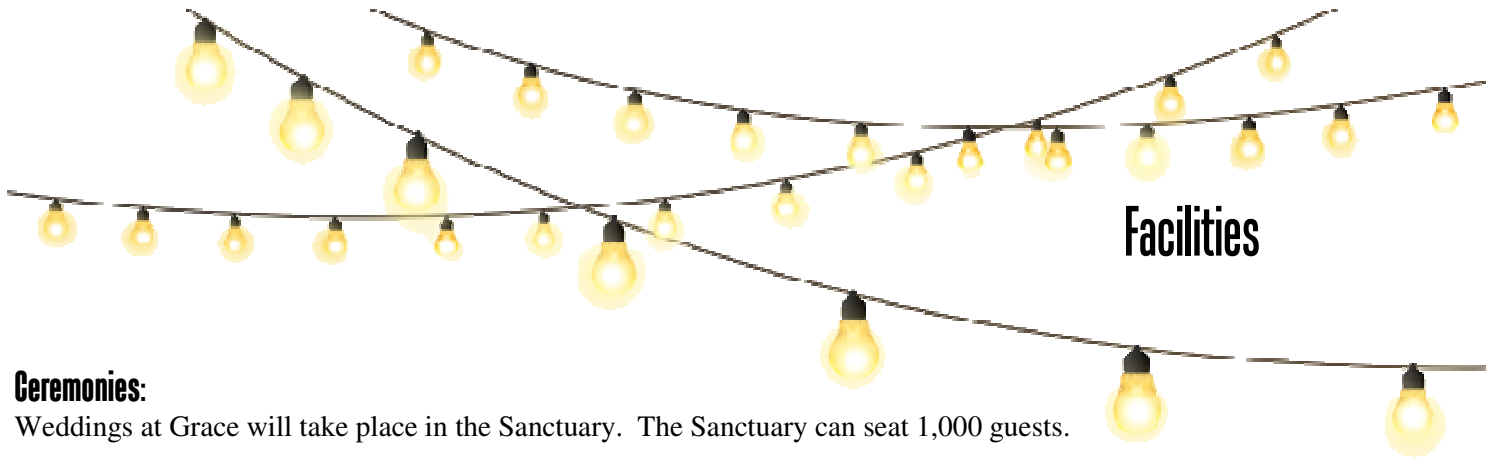 Facilities
Ceremonies:
Weddings at Grace will take place in the Sanctuary.  The Sanctuary can seat 1,000 guests.